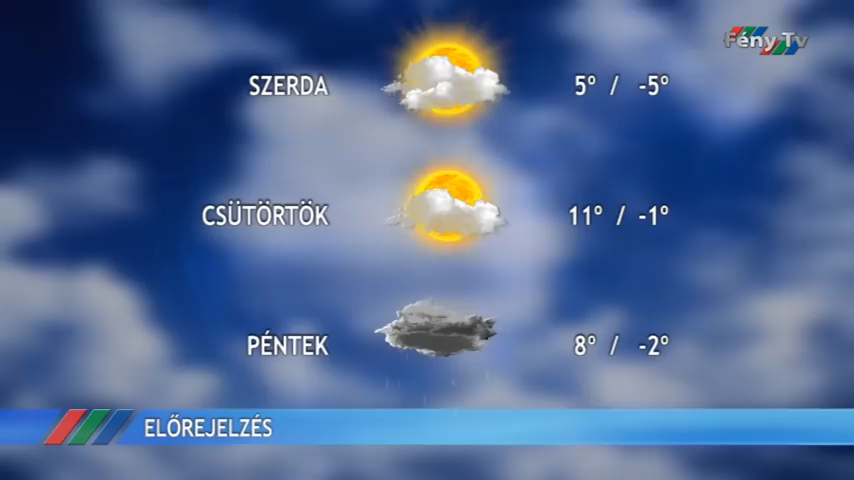 Fény Tv
SZERDA 5° / -5°
CSÜTÖRTÖK 11° / -1°
PÉNTEK 8° / -2°
ELŐREJELZÉS